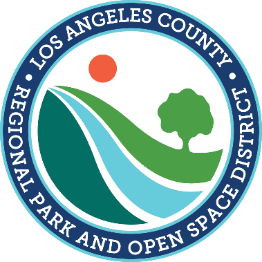 LOS ANGELES COUNTY
REGIONAL PARK AND OPEN SPACE DISTRICT